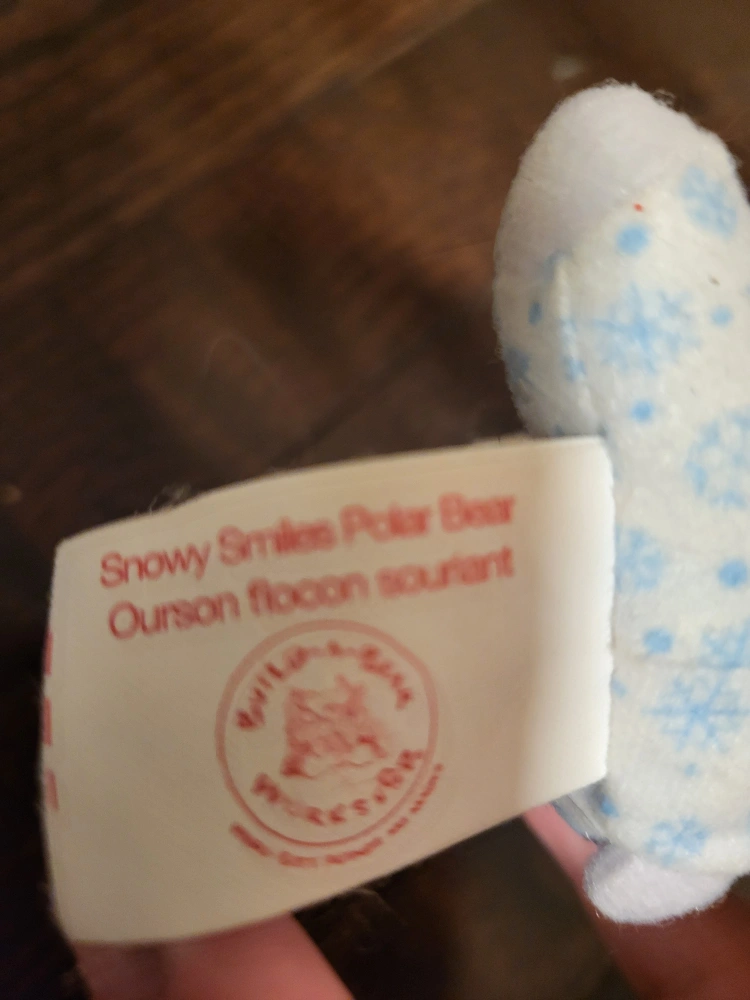 Snowy Smiles Polar Bear
Ourson flocon souriant
BUILD-A-BEAR
WORKSHOP